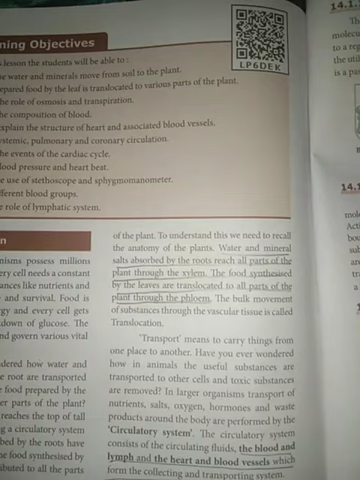 ning Objectives
LP6DEK
lesson the students will be able to :
water and minerals move from soil to the plant.
epared food by the leaf is translocated to various parts of the plant.
he role of osmosis and transpiration.
he composition of blood.
xplain the structure of heart and associated blood vessels.
ystemic, pulmonary and coronary circulation.
he events of the cardiac cycle.
lood pressure and heart beat.
e use of stethoscope and sphygmomanometer.
fferent blood groups.
e role of lymphatic system.
n
nisms possess millions
ery cell needs a constant
ances like nutrients and
e and survival. Food is
rgy and every cell gets
down of glucose. The
nd govern various vital
dered how water and
e root are transported
e food prepared by the
er parts of the plant?
reaches the top of tall
g a circulatory system
bed by the roots have
e food synthesised by
ibuted to all the parts
of the plant. To understand this we need to recall
the anatomy of the plants. Water and mineral
salts absorbed by the roots reach all parts of the
plant through the xylem. The food synthesised
by the leaves are translocated to all parts of the
plant through the phloem. The bulk movement
of substances through the vascular tissue is called
Translocation.
'Transport' means to carry things from
one place to another. Have you ever wondered
how in animals the useful substances are
transported to other cells and toxic substances
are removed? In larger organisms transport of
nutrients, salts, oxygen, hormones and waste
products around the body are performed by the
'Circulatory system'. The circulatory system
consists of the circulating fluids, the blood and
lymph and the heart and blood vessels which
form the collecting and transporting system.
14.1.
molecu
to a re
the util
is a pa
14.1
mole
Acti